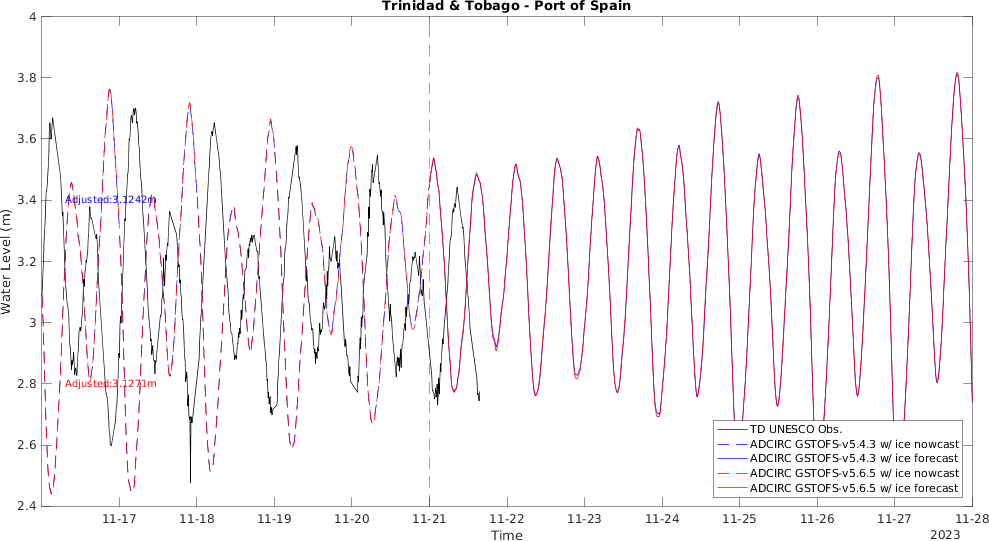 Trinidad & Tobago - Port of Spain
4
3.8
3.6
3.4
3.2
3
2.8
2.6
2.4
Water Level (m)
Adjusted:3.1242m
Adjusted:3.1271m
TD UNESCO Obs.
ADCIRC GSTOFS-v5.4.3 w/ ice nowcast
ADCIRC GSTOFS-v5.4.3 w/ ice forecast
ADCIRC GSTOFS-v5.6.5 w/ ice nowcast
ADCIRC GSTOFS-v5.6.5 w/ ice forecast
11-17 11-18 11-19 11-20 11-21 11-22 11-23 11-24 11-25 11-26 11-27 11-28
Time
2023